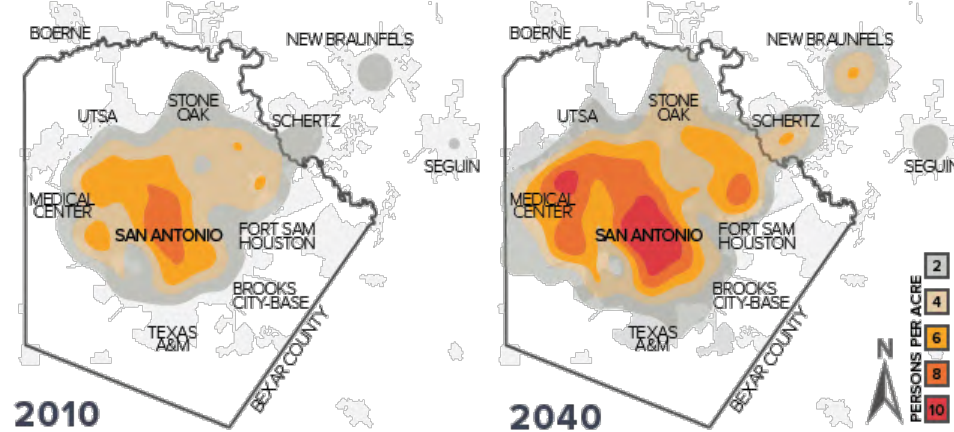 BOERNE
NEW BRAUNFELS
STONE
OAK
UTSA
SCHERTZ
SEGUIN
MEDICAL
CENTER
SAN ANTONIO
FORT SAM
HOUSTON
BROOKS
CITY-BASE
TEXAS
A&M
BEXAR COUNTY
2010
BOERNE
NEW BRAUNFELS
STONE
OAK
UTSA
SCHERTZ
SEGUIN
MEDICAL
CENTER
SAN ANTONIO
FORT SAM
HOUSTON
BROOKS
CITY-BASE
TEXAS
A&M
BEXAR COUNTY
2040
N
PERSONS PER ACRE
2
4
6
8
10